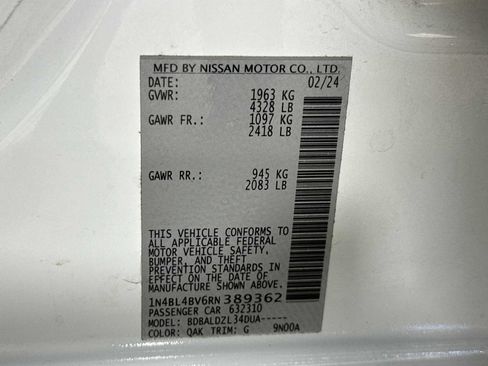 MFD BY NISSAN MOTOR CO., LTD.
DATE: 02/24
GVWR: 1963 KG
4328 LB
GAWR FR.: 1097 KG
2418 LB
GAWR RR.: 945 KG
2083 LB
THIS VEHICLE CONFORMS TO
ALL APPLICABLE FEDERAL
MOTOR VEHICLE SAFETY,
BUMPER, AND THEFT
PREVENTION STANDARDS IN
EFFECT ON THE DATE OF
MANUFACTURE SHOWN ABOVE.
1N4BL4BV6RN389362
PASSENGER CAR 632310
MODEL: BDBALDZL34DUA-----
COLOR: QAK TRIM: G 9N00A